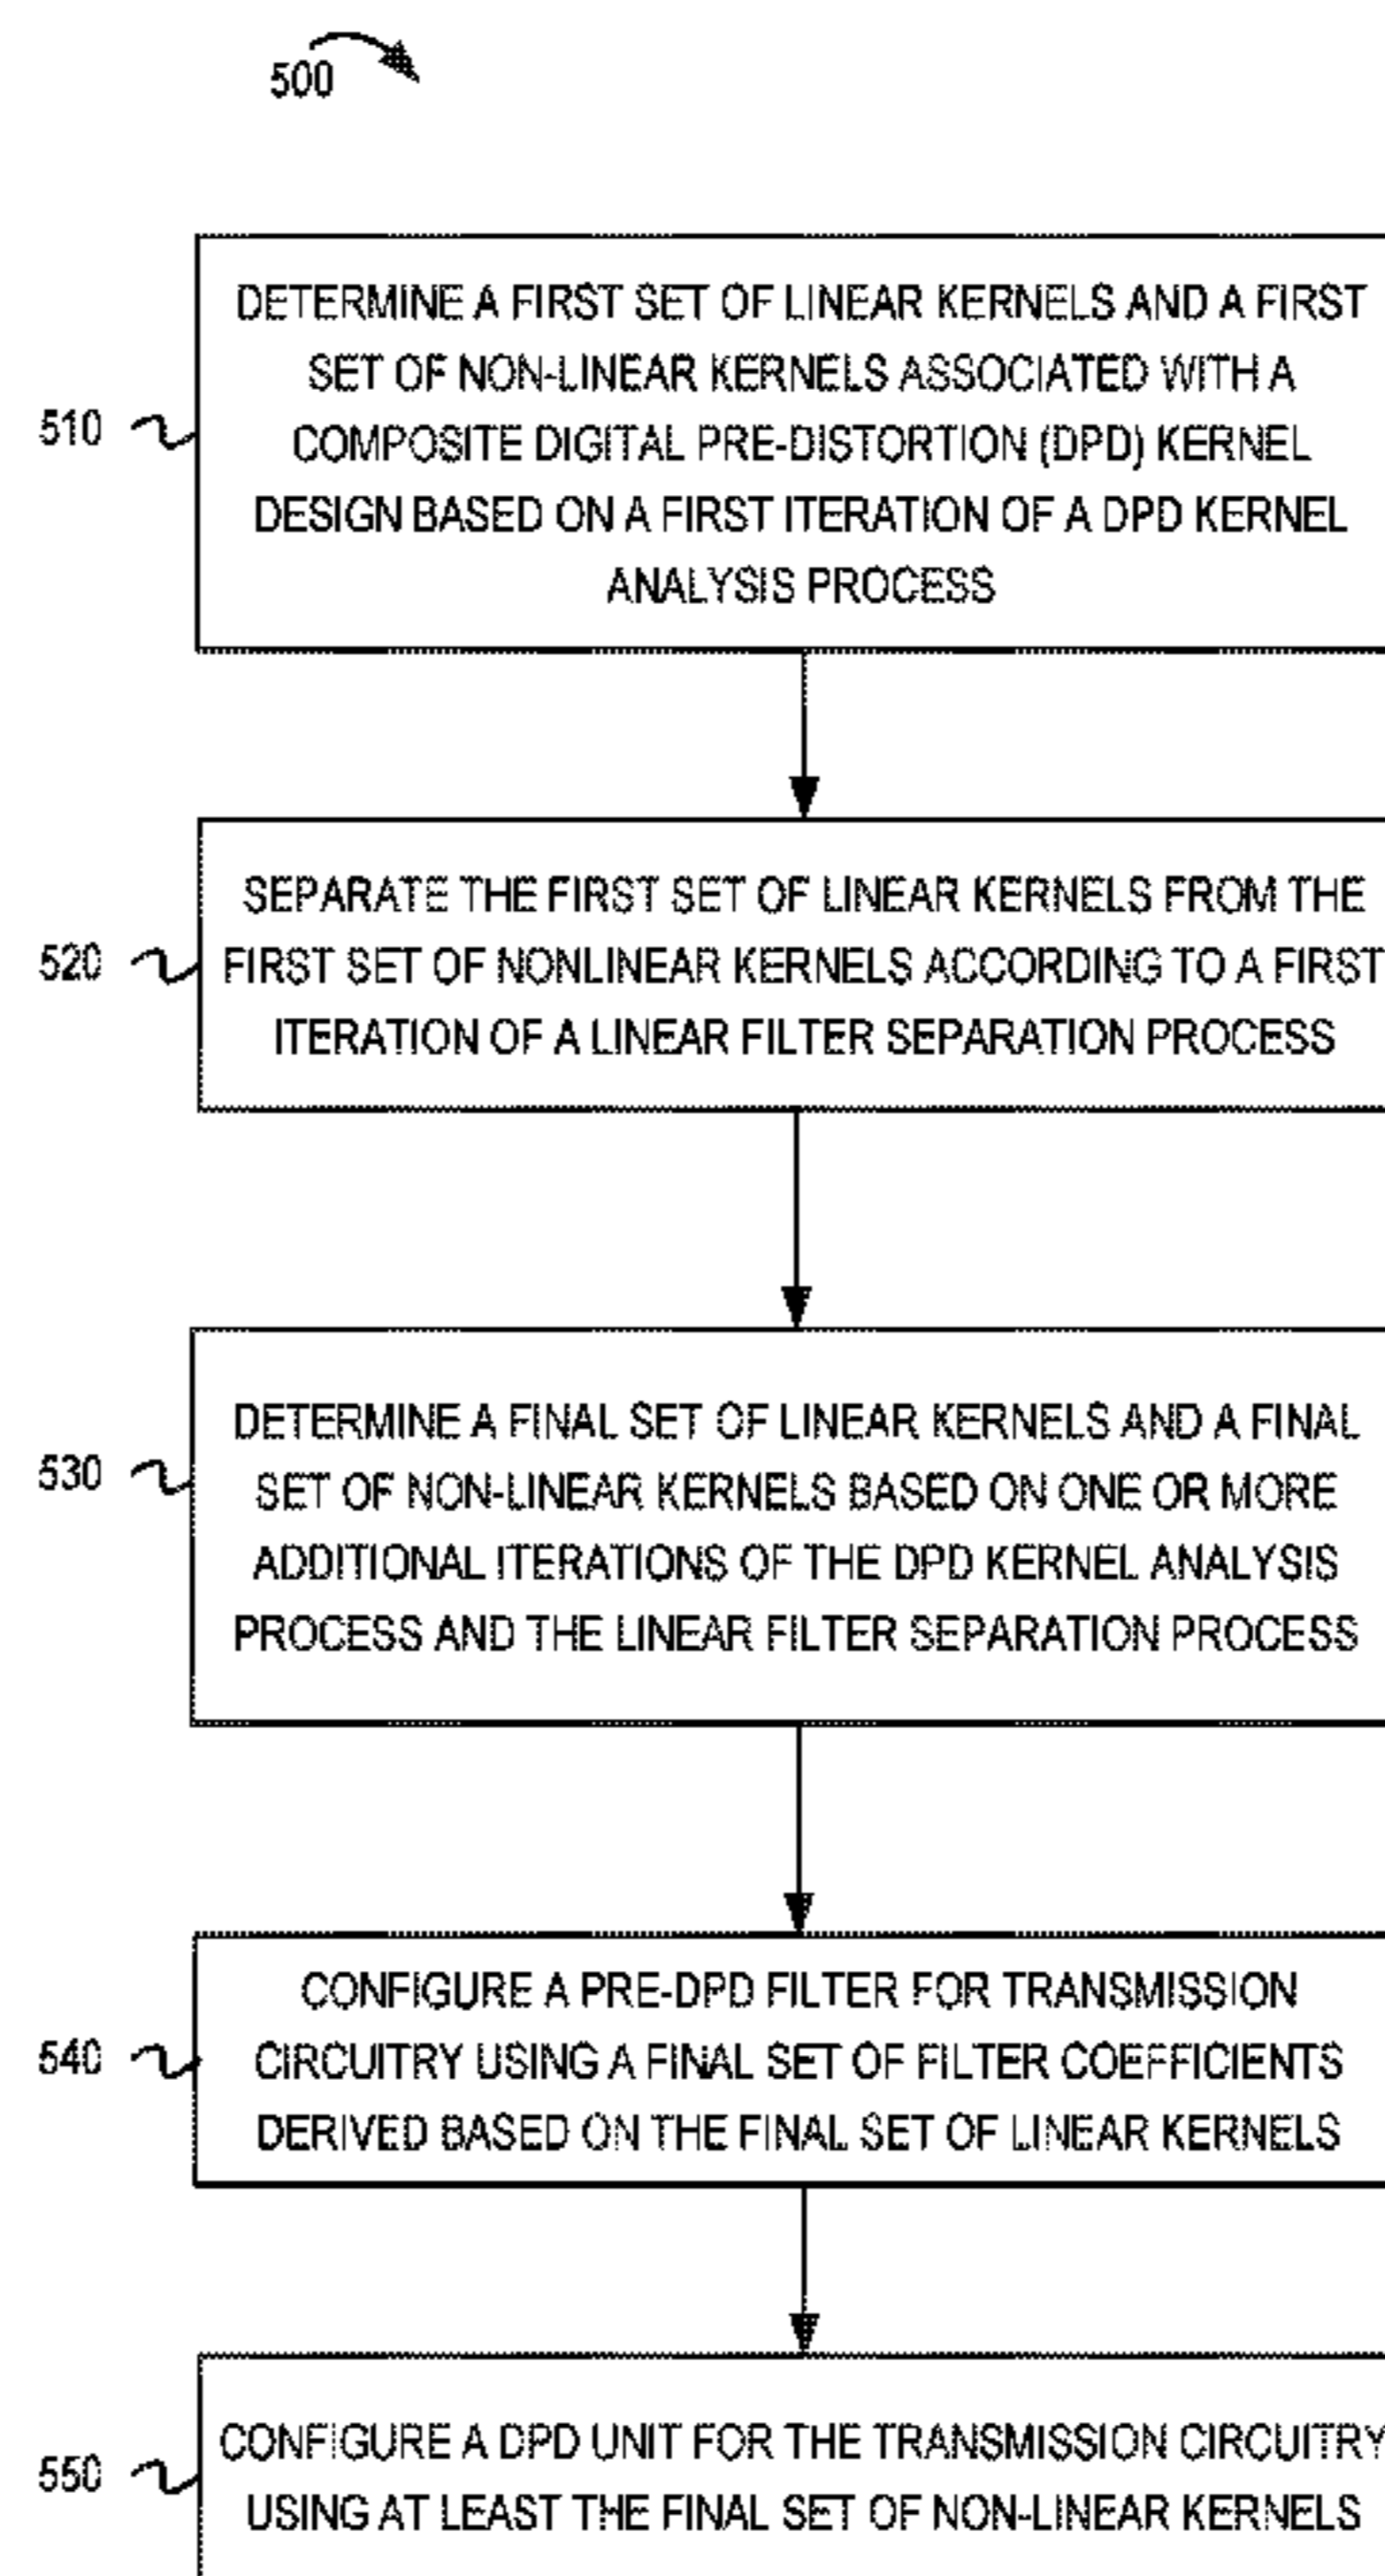 500
DETERMINE A FIRST SET OF LINEAR KERNELS AND A FIRST
SET OF NON-LINEAR KERNELS ASSOCIATED WITH A
510
COMPOSITE DIGITAL PRE-DISTORTION (DPD) KERNEL
DESIGN BASED ON A FIRST ITERATION OF A DPD KERNEL
ANALYSIS PROCESS
SEPARATE THE FIRST SET OF LINEAR KERNELS FROM THE
520
FIRST SET OF NONLINEAR KERNELS ACCORDING TO A FIRST
ITERATION OF A LINEAR FILTER SEPARATION PROCESS
DETERMINE A FINAL SET OF LINEAR KERNELS AND A FINAL
530
SET OF NON-LINEAR KERNELS BASED ON ONE OR MORE
ADDITIONAL ITERATIONS OF THE DPD KERNEL ANALYSIS
PROCESS AND THE LINEAR FILTER SEPARATION PROCESS
CONFIGURE A PRE-DPD FILTER FOR TRANSMISSION
540
CIRCUITRY USING A FINAL SET OF FILTER COEFFICIENTS
DERIVED BASED ON THE FINAL SET OF LINEAR KERNELS
CONFIGURE A DPD UNIT FOR THE TRANSMISSION CIRCUITRY
550
USING AT LEAST THE FINAL SET OF NON-LINEAR KERNELS